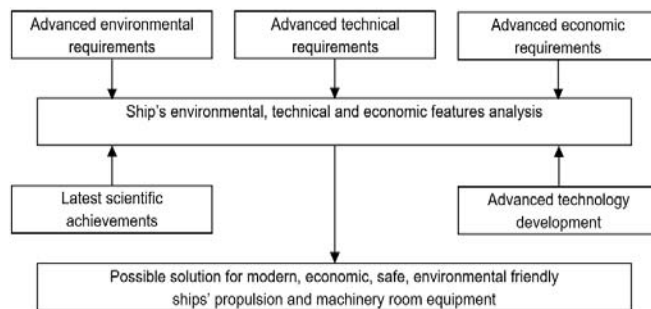 Advanced environmental
requirements
Advanced technical
requirements
Advanced economic
requirements
Ship's environmental, technical and economic features analysis
Latest scientific
achievements
Advanced technology
development
Possible solution for modern, economic, safe, environmental friendly
ships' propulsion and machinery room equipment